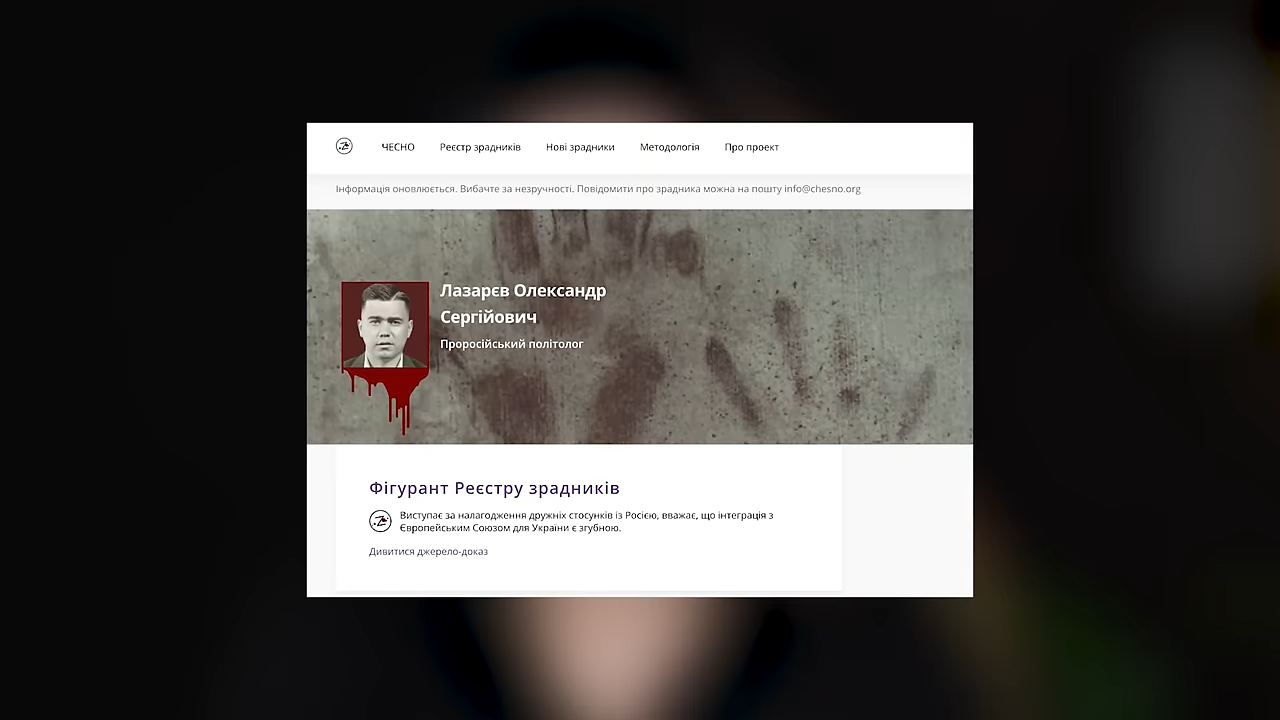 ЧЕСНО Реєстр зрадників Нові зрадники Методологія Про проект
Інформація оновлюється. Вибачте за незручності. Повідомити про зрадника можна на пошту info@chesno.org
Лазарєв Олександр
Сергійович
Проросійський політолог
Фігурант Реєстру зрадників
Виступає за налагодження дружніх стосунків із Росією, вважає, що інтеграція з
Європейським Союзом для України є згубною.
Дивитися джерело-доказ